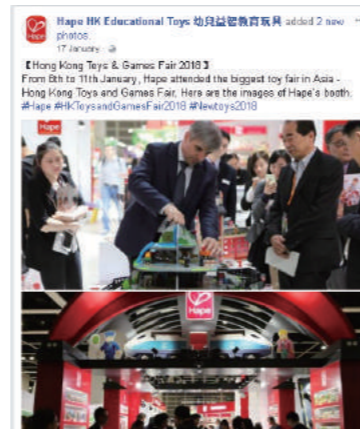 Hape HK Educational Toys 幼兒益智教育玩具 added 2 new
photos.
17 January ·
【Hong Kong Toys & Games Fair 2018】
From 8th to 11th January, Hape attended the biggest toy fair in Asia -
Hong Kong Toys and Games Fair. Here are the images of Hape's booth.
#Hape #HKToysandGamesFair2018 #Newtoys2018
Hape
Hape